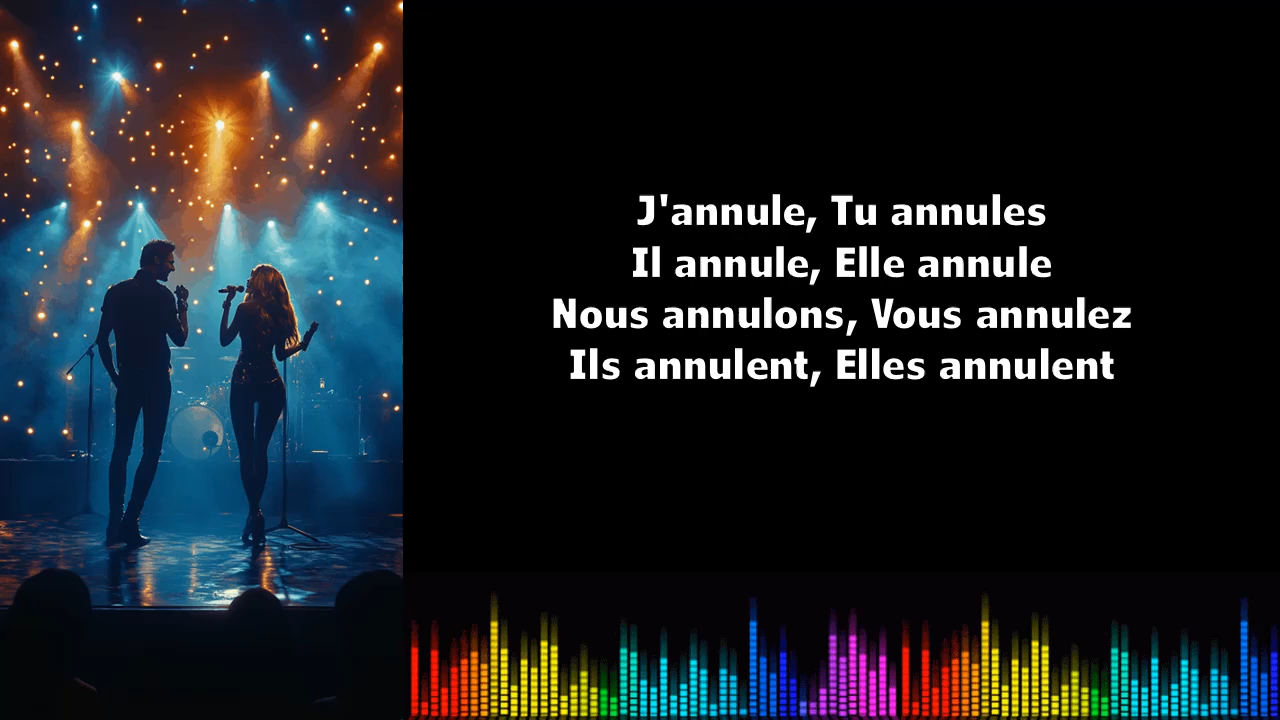 J'annule, Tu annules
Il annule, Elle annule
Nous annulons, Vous annulez
Ils annulent, Elles annulent